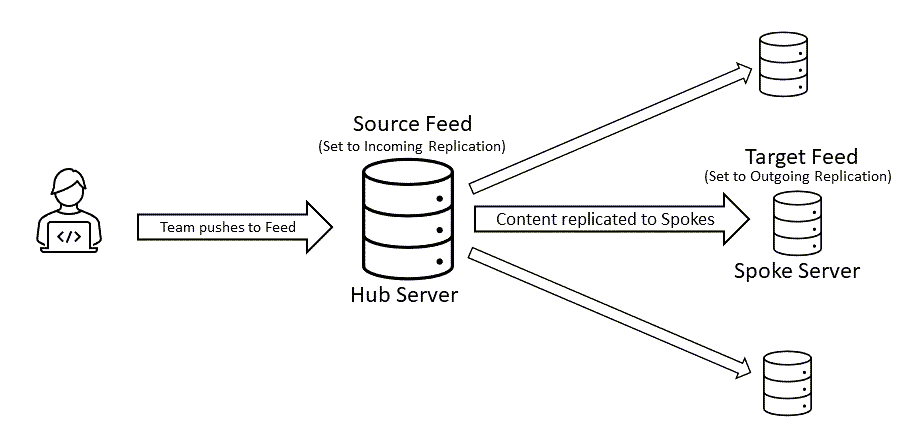 Source Feed
(Set to Incoming Replication)
Target Feed
(Set to Outgoing Replication)
</>
Team pushes to Feed
Content replicated to Spokes
Hub Server
Spoke Server